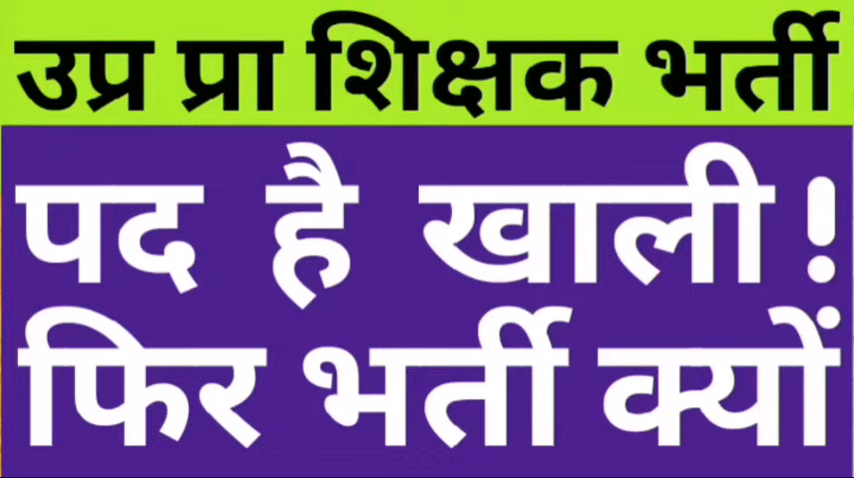 उप्र प्रा शिक्षक भर्ती
पद है खाली !
फिर भर्ती क्यों